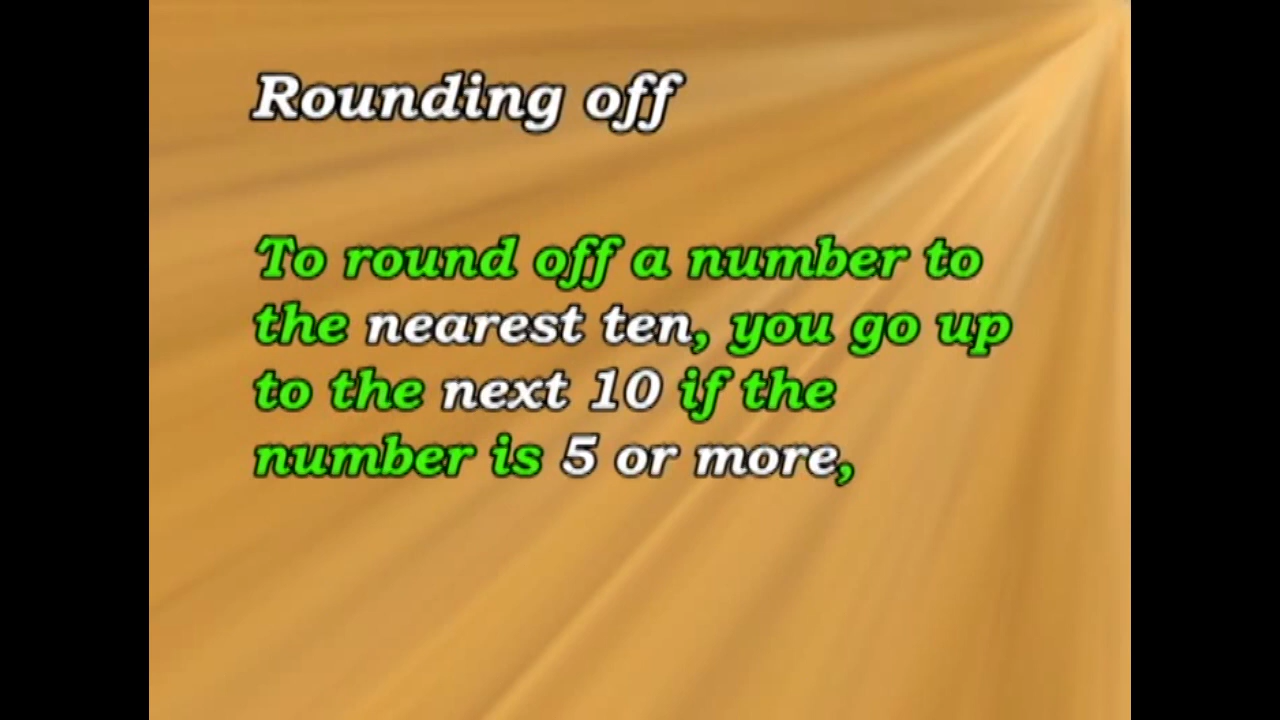 Rounding off
To round off a number to
the nearest ten, you go up
to the next 10 if the
number is 5 or more,